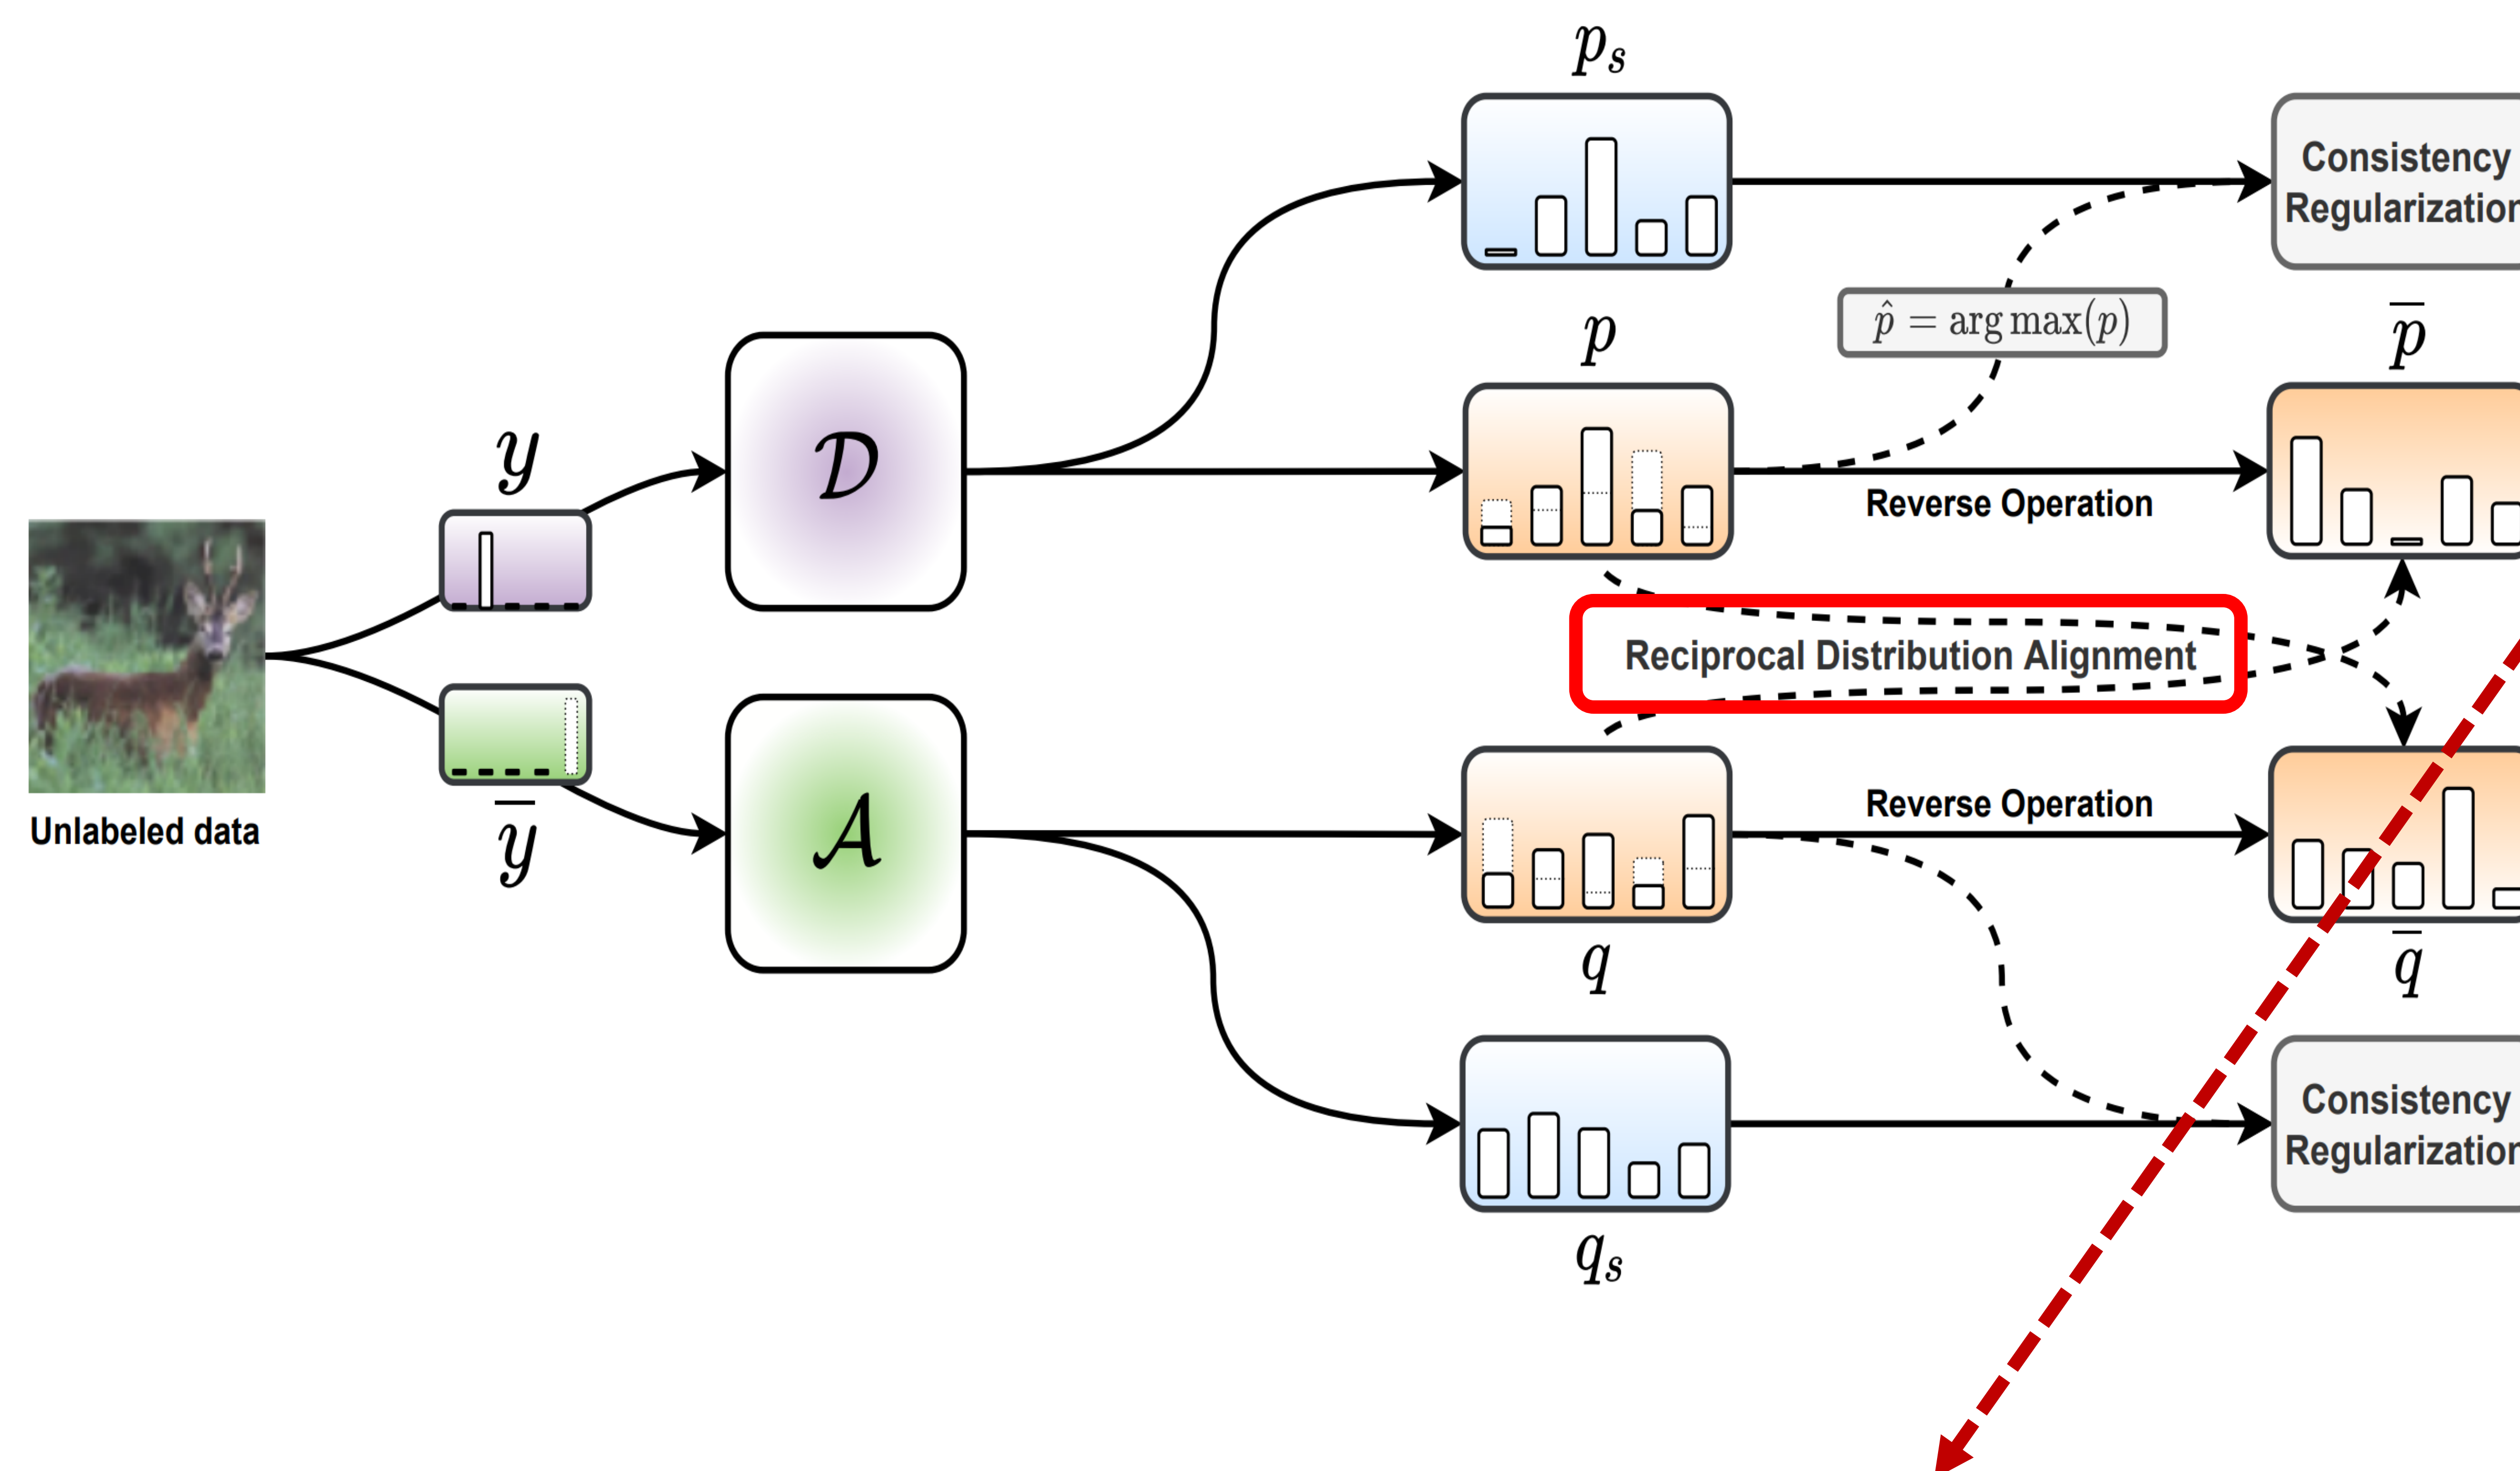 p_s
Consistency
Regularization
p̂ = arg max(p)
p
p̄
y
D
Reverse Operation
Reciprocal Distribution Alignment
Unlabeled data
ȳ
A
Reverse Operation
q
q̄
Consistency
Regularization
q_s